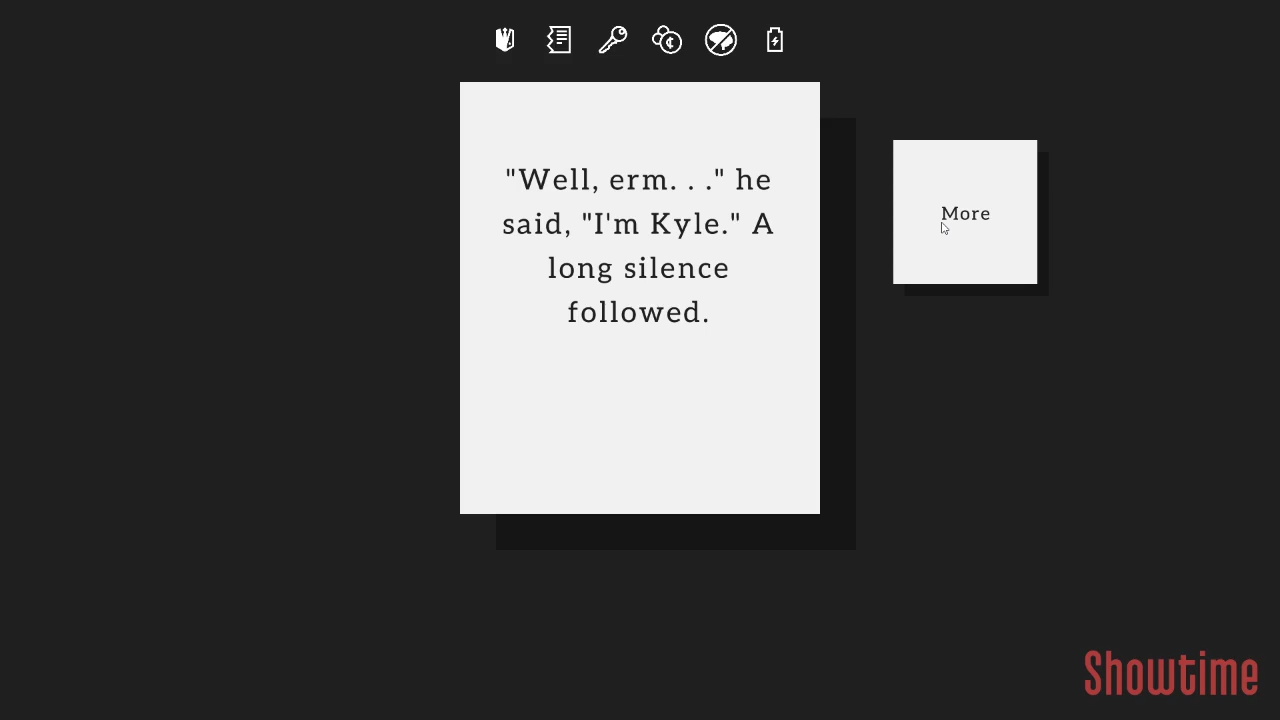 "Well, erm. . ." he
said, "I'm Kyle." A
long silence
followed.
More
Showtime